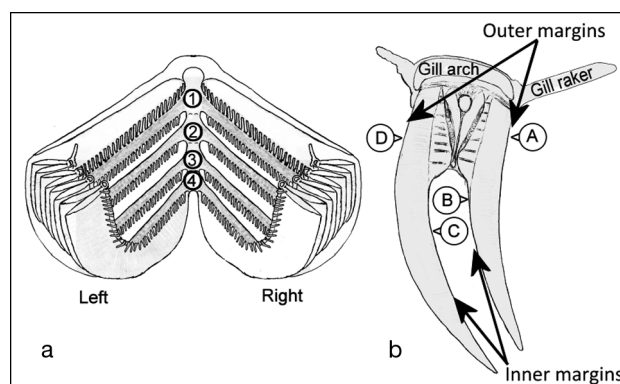 1
2
3
4
Left
Right
a
Outer margins
Gill arch
Gill raker
D
A
B
C
b
Inner margins